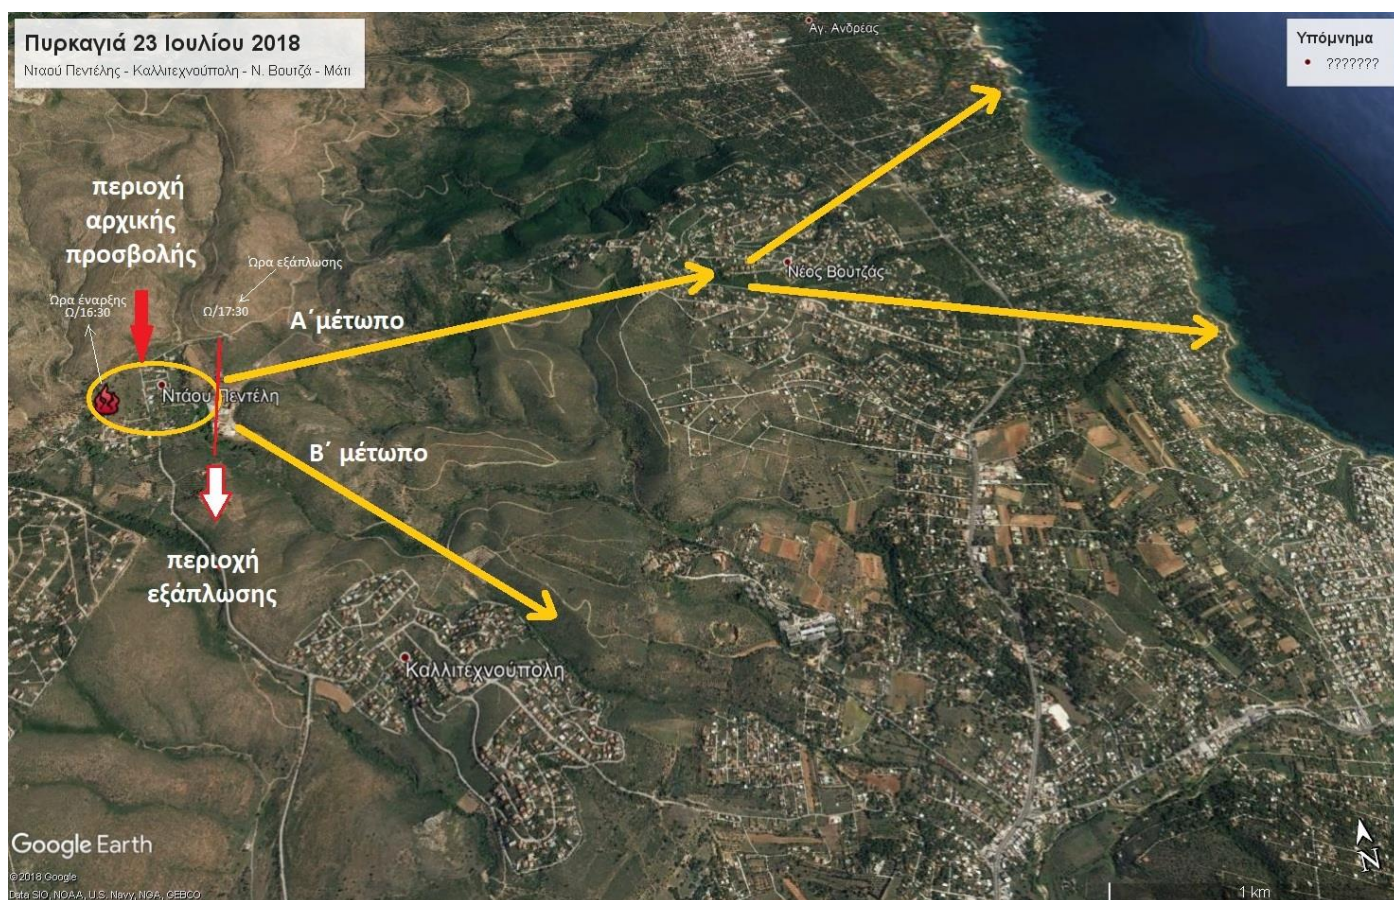 Πυρκαγιά 23 Ιουλίου 2018
Νταού Πεντέλης - Καλλιτεχνούπολη - Ν. Βουτζά - Μάτι
Υπόμνημα
???????
Αγ. Ανδρέας
περιοχή
αρχικής
προσβολής
Ώρα εξάπλωσης
Ω/17:30
Ώρα έναρξης
Ω/16:30
Α΄μέτωπο
Νέος Βουτζάς
Ντάου Πεντέλη
Β΄ μέτωπο
περιοχή
εξάπλωσης
Καλλιτεχνούπολη
Google Earth
©2018 Google
Data SIO, NOAA, U.S. Navy, NGA, GEBCO
N
1 km